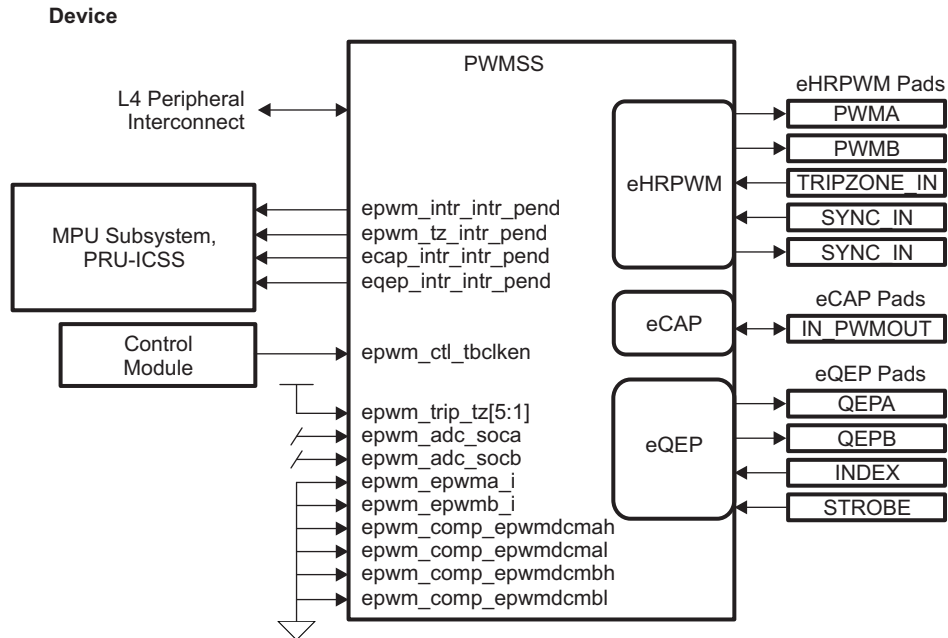 Device
PWMSS
L4 Peripheral
Interconnect
MPU Subsystem,
PRU-ICSS
Control
Module
epwm_intr_intr_pend
epwm_tz_intr_pend
ecap_intr_intr_pend
eqep_intr_intr_pend
epwm_ctl_tbclken
epwm_trip_tz[5:1]
epwm_adc_soca
epwm_adc_socb
epwm_epwma_i
epwm_epwmb_i
epwm_comp_epwmdcmah
epwm_comp_epwmdcmal
epwm_comp_epwmdcmbh
epwm_comp_epwmdcmbl
eHRPWM
eCAP
eQEP
eHRPWM Pads
PWMA
PWMB
TRIPZONE_IN
SYNC_IN
SYNC_IN
eCAP Pads
IN_PWMOUT
eQEP Pads
QEPA
QEPB
INDEX
STROBE